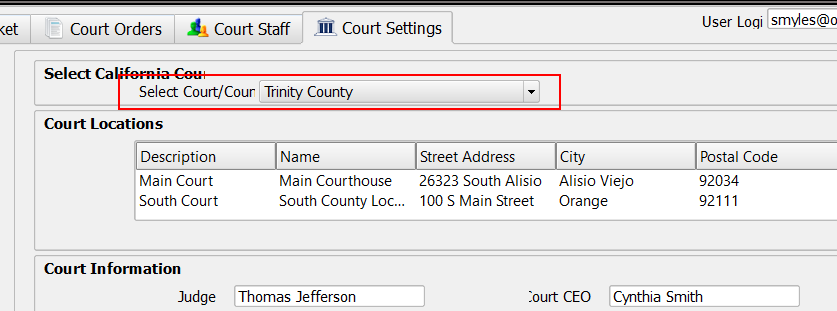 ket Court Orders Court Staff Court Settings User Logi smyles@o
Select California Cou
Select Court/Coun Trinity County
Court Locations
Description Name Street Address City Postal Code
Main Court Main Courthouse 26323 South Alisio Alisio Viejo 92034
South Court South County Loc... 100 S Main Street Orange 92111
Court Information
Judge Thomas Jefferson Court CEO Cynthia Smith